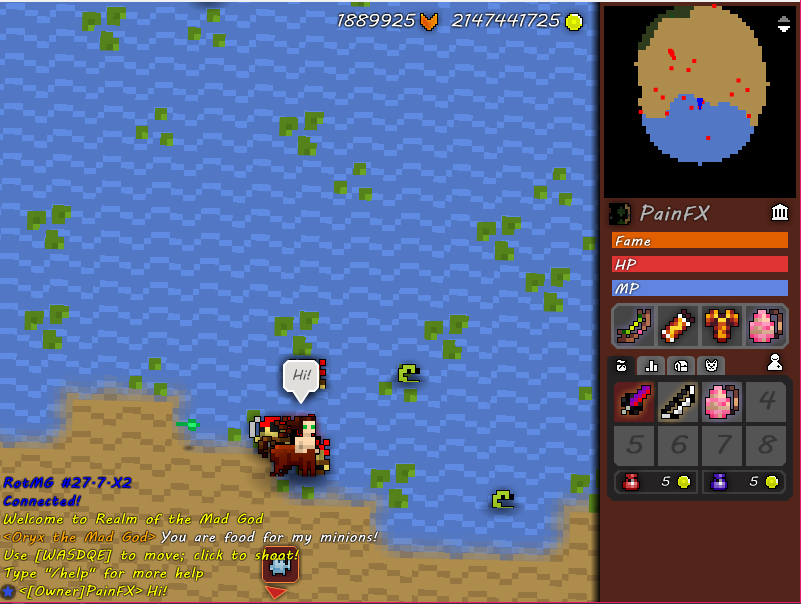 1889925 2147441725
PainFX
Fame
HP
MP
Hi!
4
5 6 7 8
5 5
RotMG #27.7.X2
Connected!
Welcome to Realm of the Mad God
<Oryx the Mad God> You are food for my minions!
Use [WASDQE] to move; click to shoot!
Type "/help" for more help
<[Owner]PainFX> Hi!